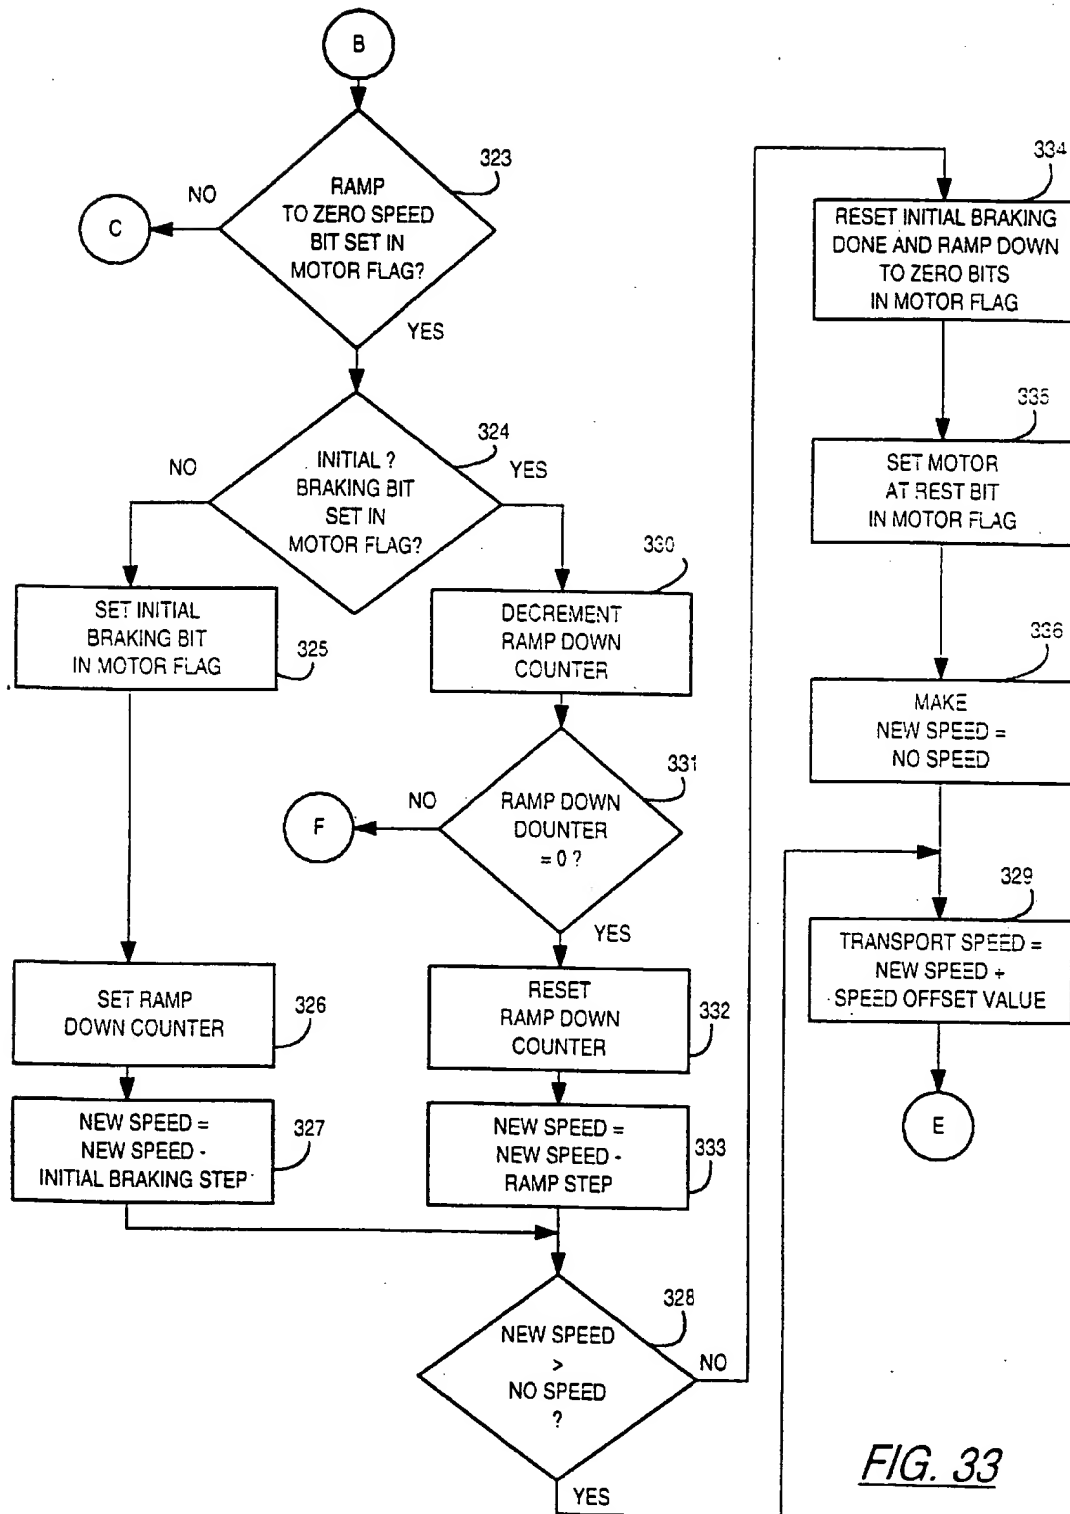 B
323
RAMP
TO ZERO SPEED
BIT SET IN
MOTOR FLAG?
NO
C
YES
324
INITIAL ?
BRAKING BIT
SET IN
MOTOR FLAG?
NO
YES
SET INITIAL
BRAKING BIT
IN MOTOR FLAG
325
330
DECREMENT
RAMP DOWN
COUNTER
331
RAMP DOWN
DOUNTER
= 0 ?
NO
F
YES
SET RAMP
DOWN COUNTER
326
RESET
RAMP DOWN
COUNTER
332
NEW SPEED =
NEW SPEED -
INITIAL BRAKING STEP
327
NEW SPEED =
NEW SPEED -
RAMP STEP
333
328
NEW SPEED
>
NO SPEED
?
NO
YES
334
RESET INITIAL BRAKING
DONE AND RAMP DOWN
TO ZERO BITS
IN MOTOR FLAG
335
SET MOTOR
AT REST BIT
IN MOTOR FLAG
336
MAKE
NEW SPEED =
NO SPEED
329
TRANSPORT SPEED =
NEW SPEED +
SPEED OFFSET VALUE
E
FIG. 33